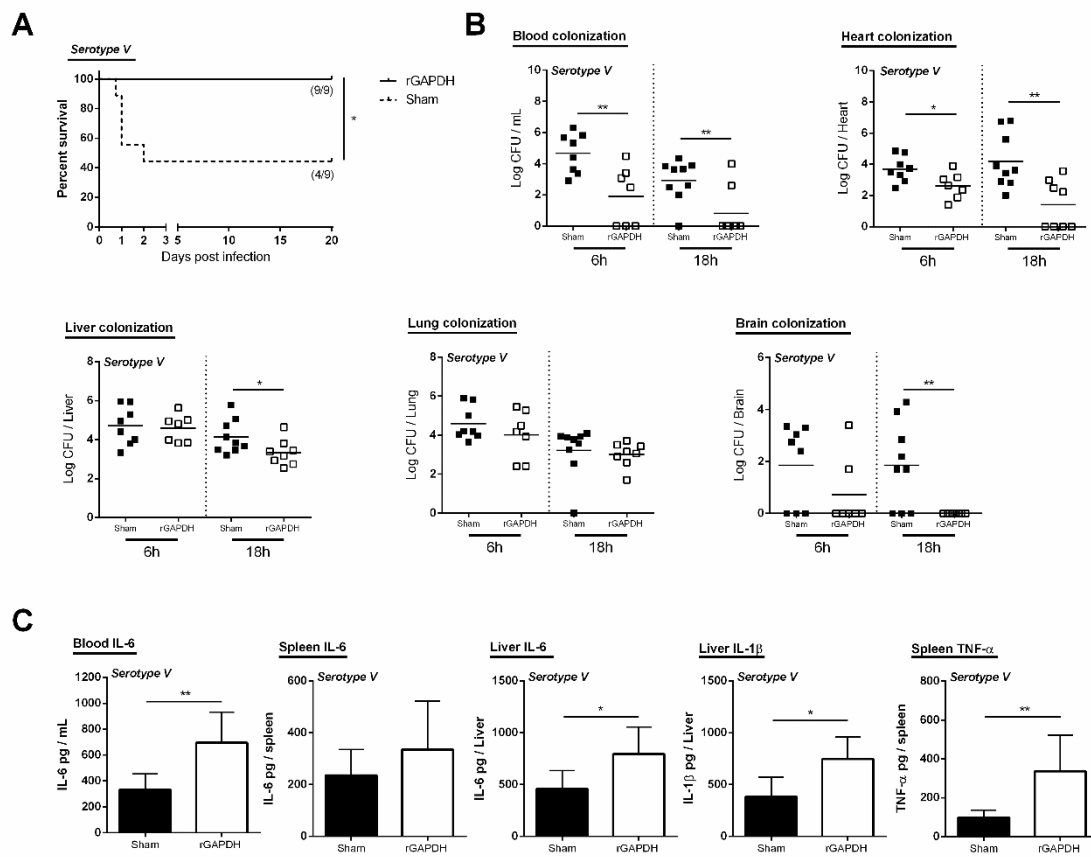 A
Serotype V
Percent survival
100
80
60
40
20
0
(9/9)
(4/9)
*
rGAPDH
Sham
0 1 2 3 5 10 15 20
Days post infection
B
Blood colonization
Serotype V
Log CFU / mL
10
8
6
4
2
0
**
**
Sham rGAPDH Sham rGAPDH
6h 18h
Heart colonization
Serotype V
Log CFU / Heart
10
8
6
4
2
0
*
**
Sham rGAPDH Sham rGAPDH
6h 18h
Liver colonization
Serotype V
Log CFU / Liver
8
6
4
2
0
*
Sham rGAPDH Sham rGAPDH
6h 18h
Lung colonization
Serotype V
Log CFU / Lung
8
6
4
2
0
Sham rGAPDH Sham rGAPDH
6h 18h
Brain colonization
Serotype V
Log CFU / Brain
6
4
2
0
**
Sham rGAPDH Sham rGAPDH
6h 18h
C
Blood IL-6
Serotype V
IL-6 pg / mL
1200
1000
800
600
400
200
0
**
Sham rGAPDH
Spleen IL-6
Serotype V
IL-6 pg / spleen
600
400
200
0
Sham rGAPDH
Liver IL-6
Serotype V
IL-6 pg / Liver
1500
1000
500
0
*
Sham rGAPDH
Liver IL-1β
Serotype V
IL-1β pg / Liver
1500
1000
500
0
*
Sham rGAPDH
Spleen TNF-α
Serotype V
TNF-α pg / spleen
800
600
400
200
0
**
Sham rGAPDH